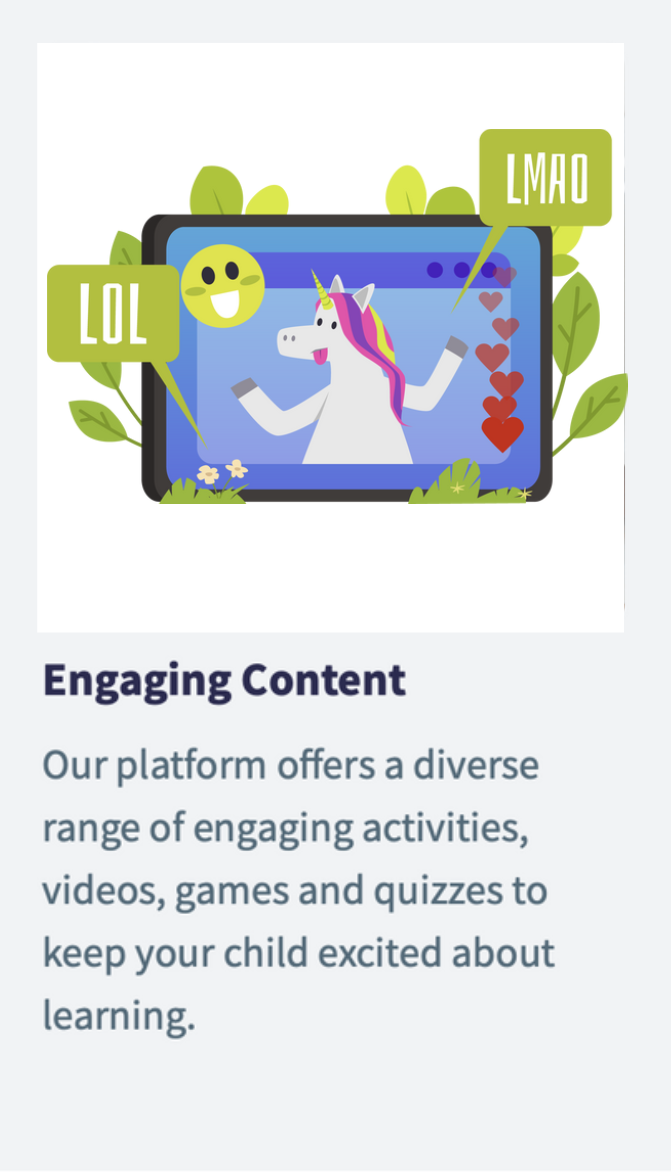 LMAO
LOL
Engaging Content
Our platform offers a diverse
range of engaging activities,
videos, games and quizzes to
keep your child excited about
learning.